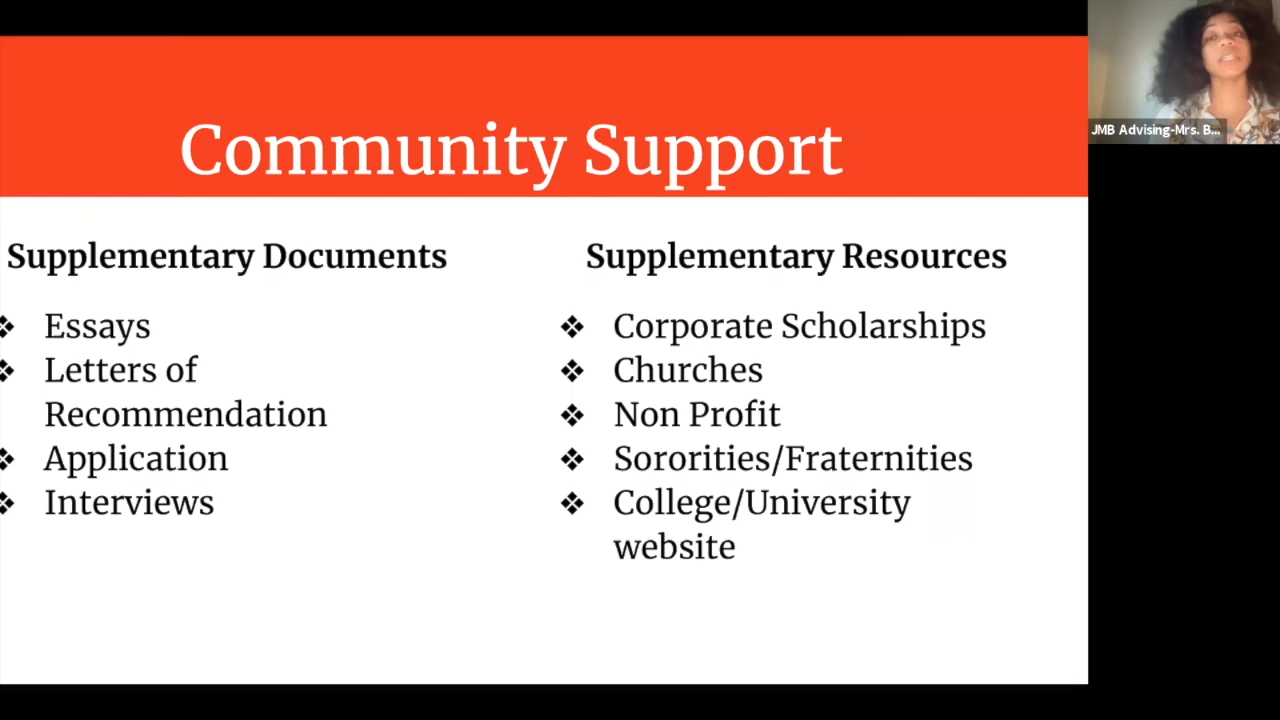 Community Support
Supplementary Documents
❖ Essays
❖ Letters of
Recommendation
❖ Application
❖ Interviews
Supplementary Resources
❖ Corporate Scholarships
❖ Churches
❖ Non Profit
❖ Sororities/Fraternities
❖ College/University
website
JMB Advising-Mrs. B...